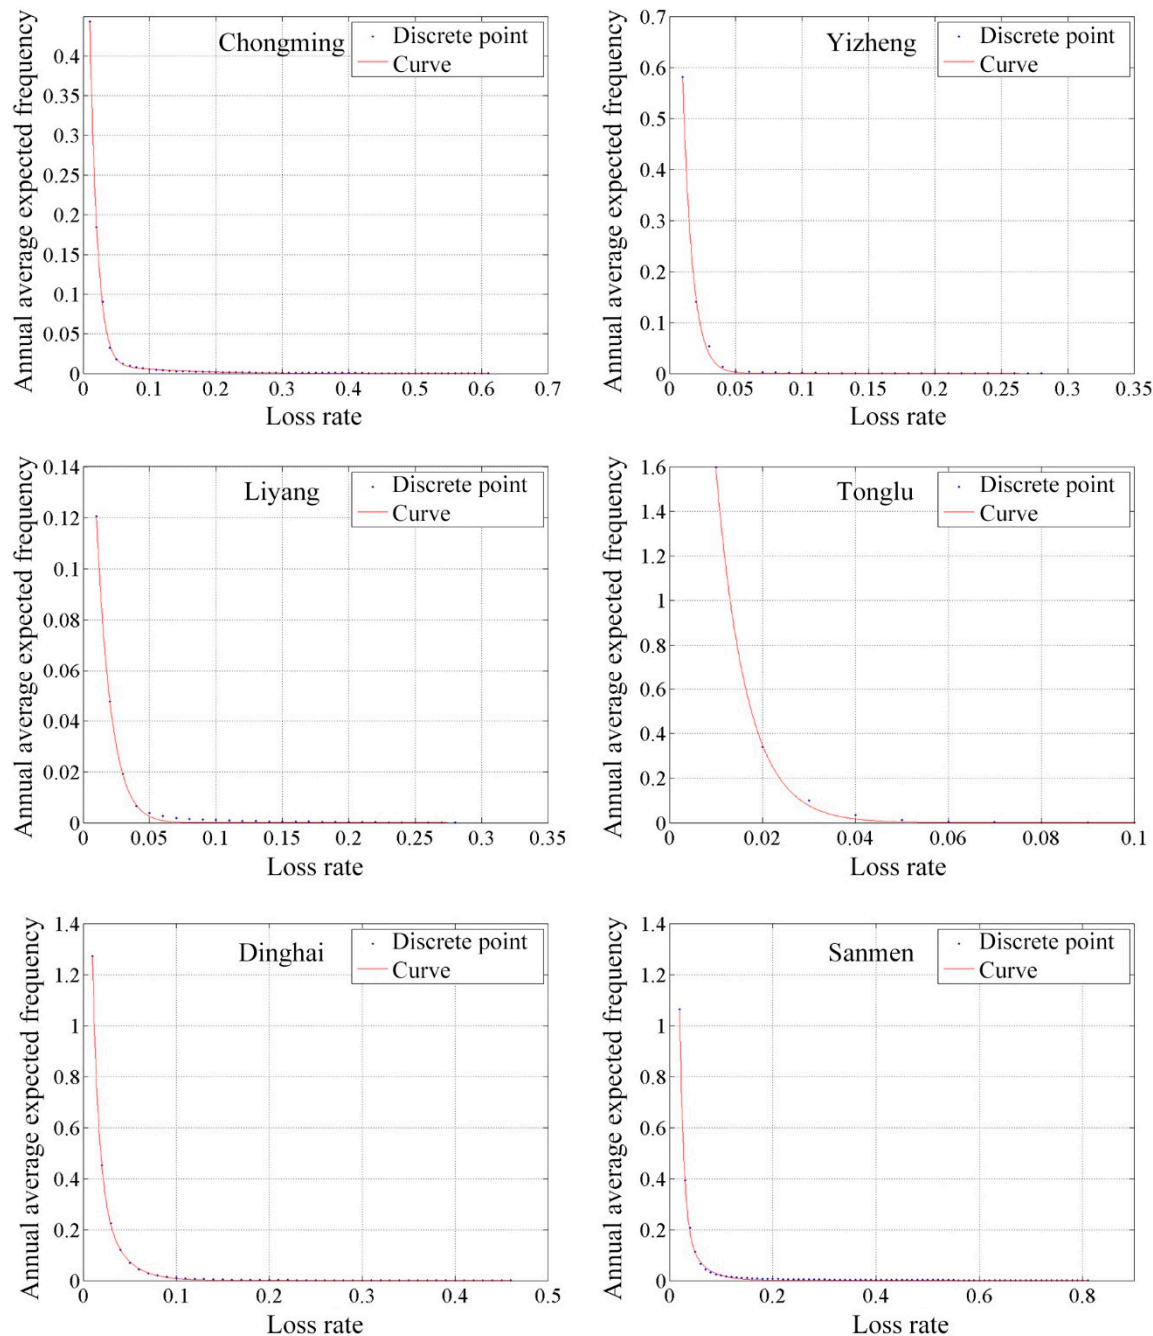 Chongming
Discrete point
Curve
Annual average expected frequency
0.4
0.35
0.3
0.25
0.2
0.15
0.1
0.05
0
0 0.1 0.2 0.3 0.4 0.5 0.6 0.7
Loss rate
Yizheng
Discrete point
Curve
Annual average expected frequency
0.7
0.6
0.5
0.4
0.3
0.2
0.1
0
0 0.05 0.1 0.15 0.2 0.25 0.3 0.35
Loss rate
Liyang
Discrete point
Curve
Annual average expected frequency
0.14
0.12
0.1
0.08
0.06
0.04
0.02
0
0 0.05 0.1 0.15 0.2 0.25 0.3 0.35
Loss rate
Tonglu
Discrete point
Curve
Annual average expected frequency
1.6
1.4
1.2
1
0.8
0.6
0.4
0.2
0
0 0.02 0.04 0.06 0.08 0.1
Loss rate
Dinghai
Discrete point
Curve
Annual average expected frequency
1.4
1.2
1
0.8
0.6
0.4
0.2
0
0 0.1 0.2 0.3 0.4 0.5
Loss rate
Sanmen
Discrete point
Curve
Annual average expected frequency
1.4
1.2
1
0.8
0.6
0.4
0.2
0
0 0.2 0.4 0.6 0.8
Loss rate